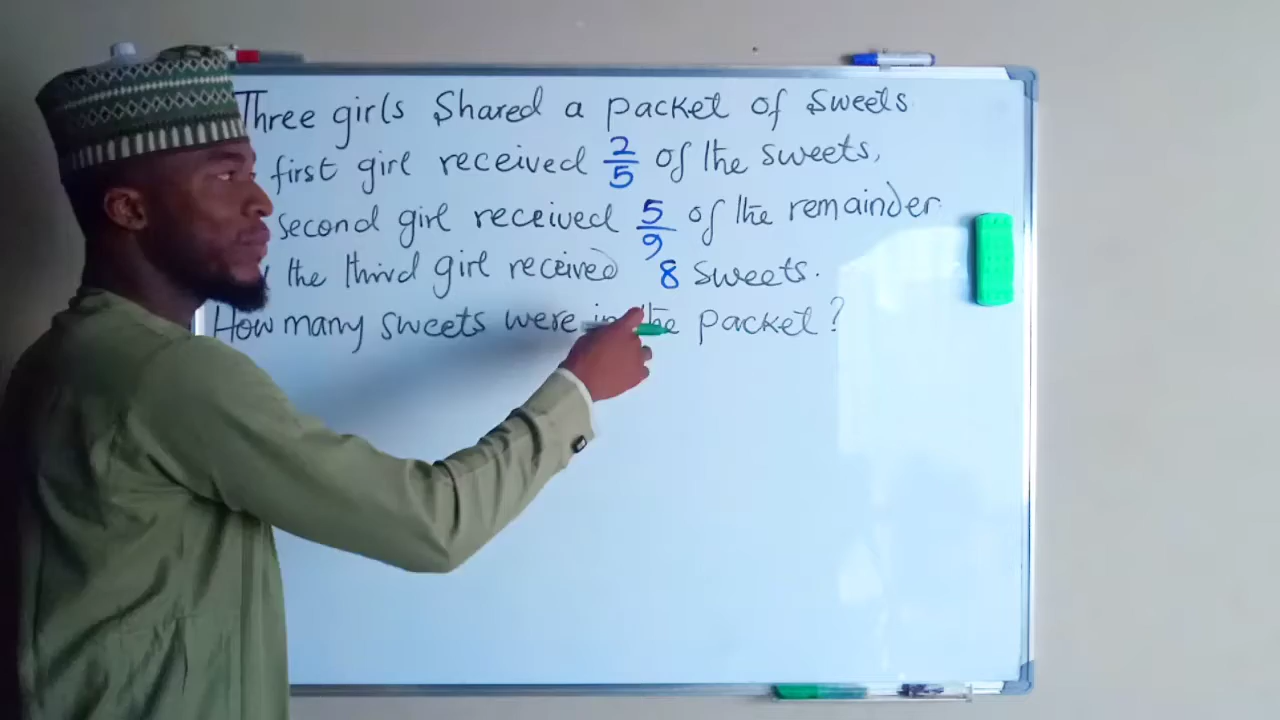 Three girls Shared a packet of sweets
first girl received 2/5 of the sweets,
second girl received 5/9 of the remainder
the third girl received 8 sweets.
How many sweets were in the packet?